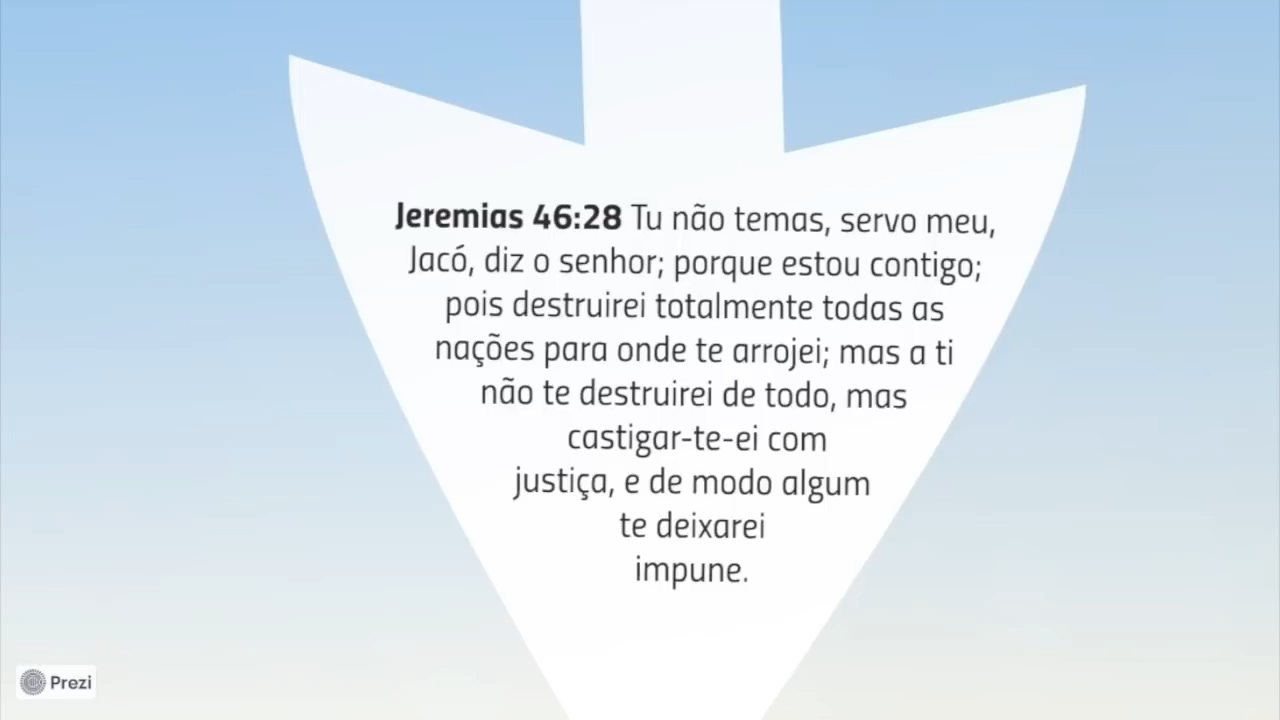 Jeremias 46:28 Tu não temas, servo meu,
Jacó, diz o senhor; porque estou contigo;
pois destruirei totalmente todas as
nações para onde te arrojei; mas a ti
não te destruirei de todo, mas
castigar-te-ei com
justiça, e de modo algum
te deixarei
impune.
Prezi